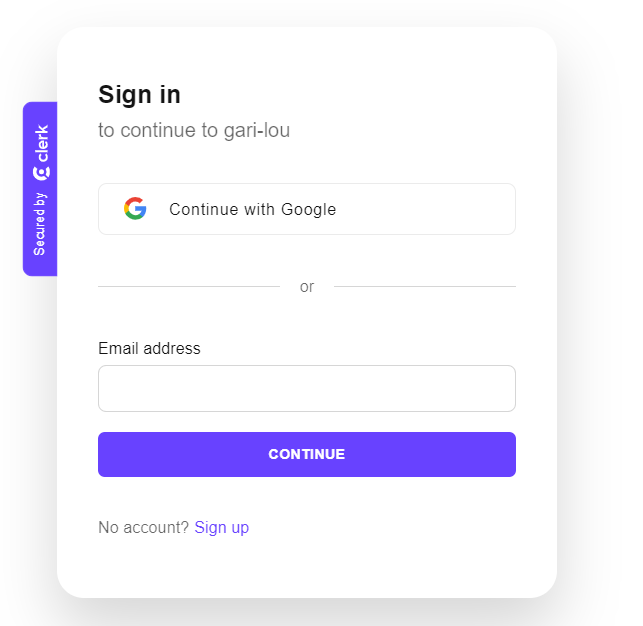 Sign in
to continue to gari-lou
Secured by clerk
Continue with Google
or
Email address
CONTINUE
No account? Sign up